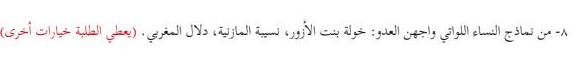 ٨- من نماذج النساء اللواتي واجهن العدو: خولة بنت الأزور، نسيبة المازنية، دلال المغربي. (يعطي الطلبة خيارات أخرى)